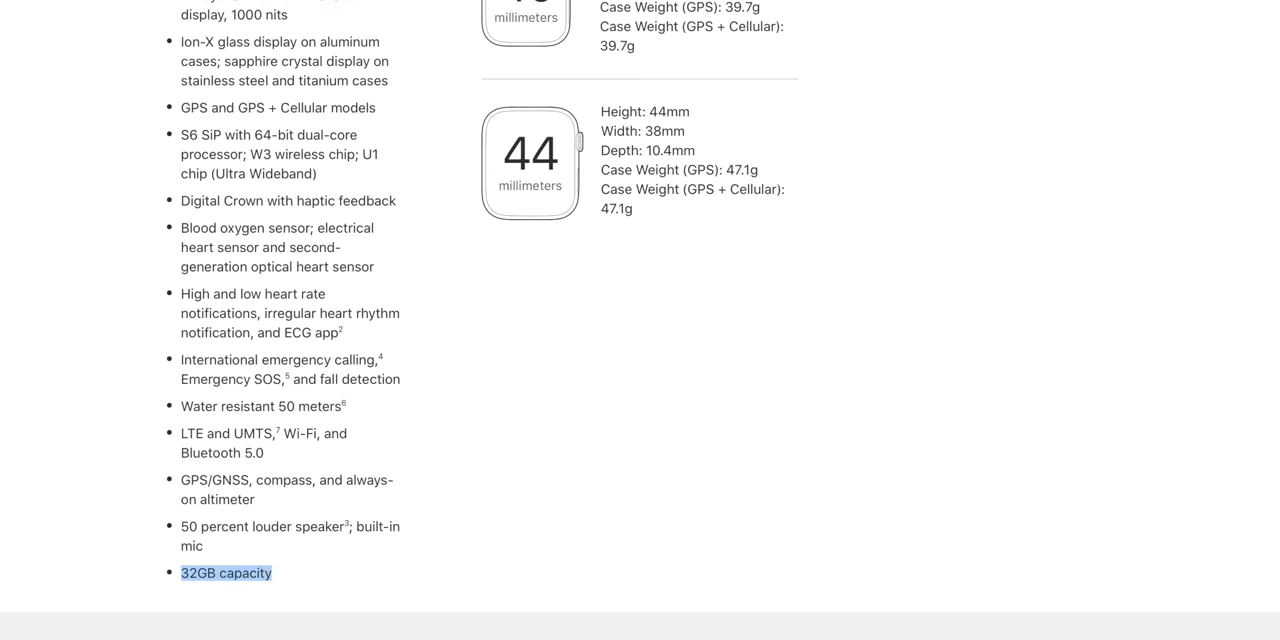 display, 1000 nits
• Ion-X glass display on aluminum
cases; sapphire crystal display on
stainless steel and titanium cases
• GPS and GPS + Cellular models
• S6 SiP with 64-bit dual-core
processor; W3 wireless chip; U1
chip (Ultra Wideband)
• Digital Crown with haptic feedback
• Blood oxygen sensor; electrical
heart sensor and second-
generation optical heart sensor
• High and low heart rate
notifications, irregular heart rhythm
notification, and ECG app²
• International emergency calling,⁴
Emergency SOS,⁵ and fall detection
• Water resistant 50 meters⁶
• LTE and UMTS,⁷ Wi-Fi, and
Bluetooth 5.0
• GPS/GNSS, compass, and always-
on altimeter
• 50 percent louder speaker³; built-in
mic
• 32GB capacity
millimeters
Case Weight (GPS): 39.7g
Case Weight (GPS + Cellular):
39.7g
44
millimeters
Height: 44mm
Width: 38mm
Depth: 10.4mm
Case Weight (GPS): 47.1g
Case Weight (GPS + Cellular):
47.1g